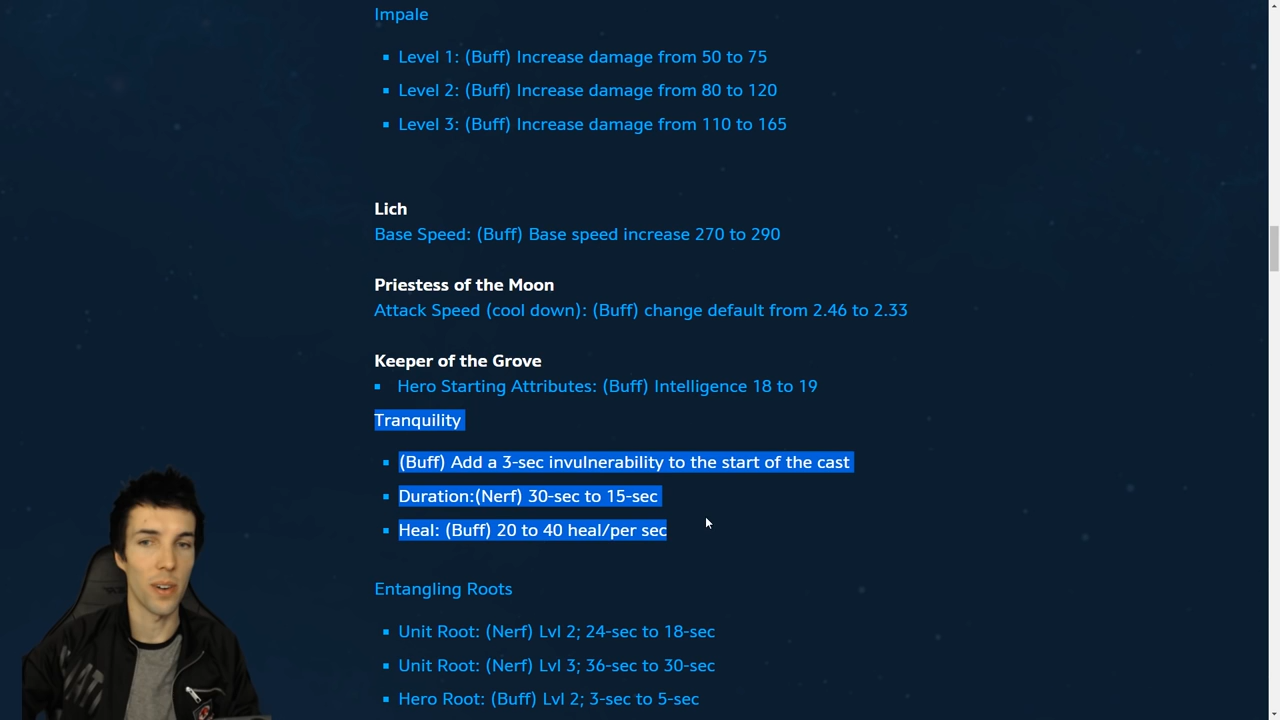 Impale
Level 1: (Buff) Increase damage from 50 to 75
Level 2: (Buff) Increase damage from 80 to 120
Level 3: (Buff) Increase damage from 110 to 165
Lich
Base Speed: (Buff) Base speed increase 270 to 290
Priestess of the Moon
Attack Speed (cool down): (Buff) change default from 2.46 to 2.33
Keeper of the Grove
Hero Starting Attributes: (Buff) Intelligence 18 to 19
Tranquility
(Buff) Add a 3-sec invulnerability to the start of the cast
Duration:(Nerf) 30-sec to 15-sec
Heal: (Buff) 20 to 40 heal/per sec
Entangling Roots
Unit Root: (Nerf) Lvl 2; 24-sec to 18-sec
Unit Root: (Nerf) Lvl 3; 36-sec to 30-sec
Hero Root: (Buff) Lvl 2; 3-sec to 5-sec